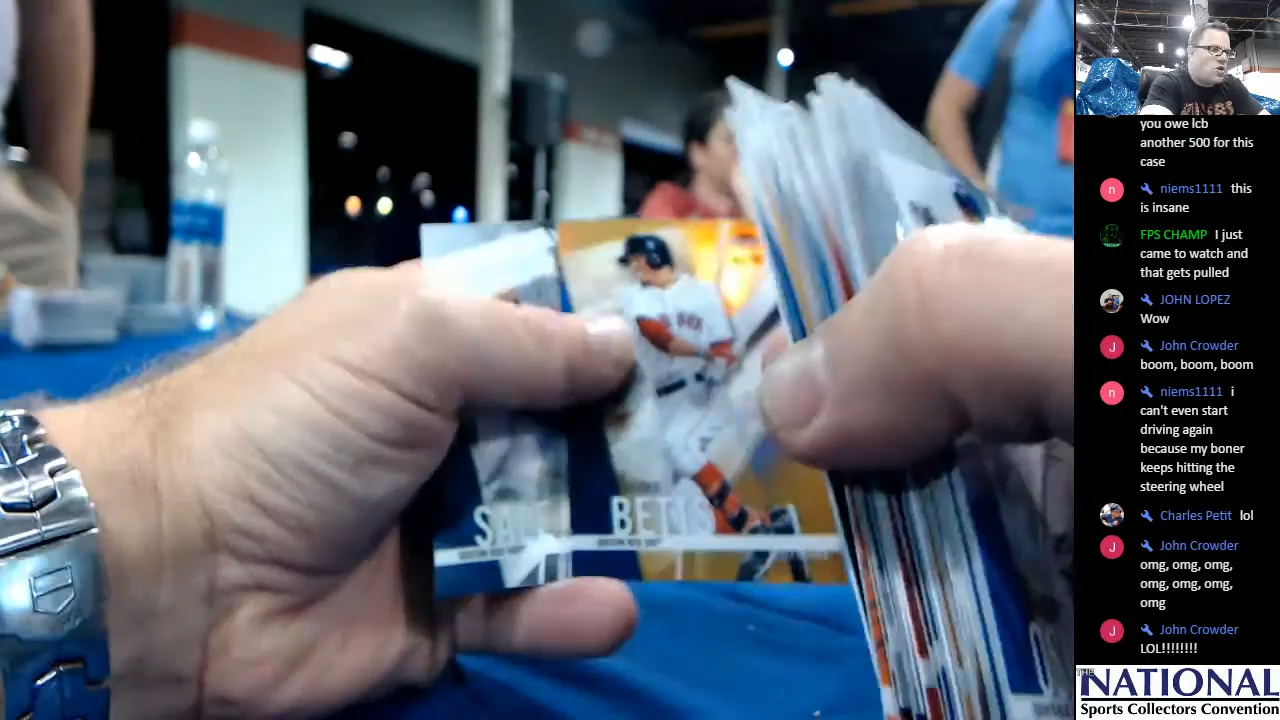 you owe lcb
another 500 for this
case
niems1111 this
is insane
FPS CHAMP I just
came to watch and
that gets pulled
JOHN LOPEZ
Wow
John Crowder
boom, boom, boom
niems1111 i
can't even start
driving again
because my boner
keeps hitting the
steering wheel
Charles Petit lol
John Crowder
omg, omg, omg,
omg, omg, omg,
omg
John Crowder
LOL!!!!!!!!
THE
NATIONAL
Sports Collectors Convention
BETTS
n
J
n
J
J